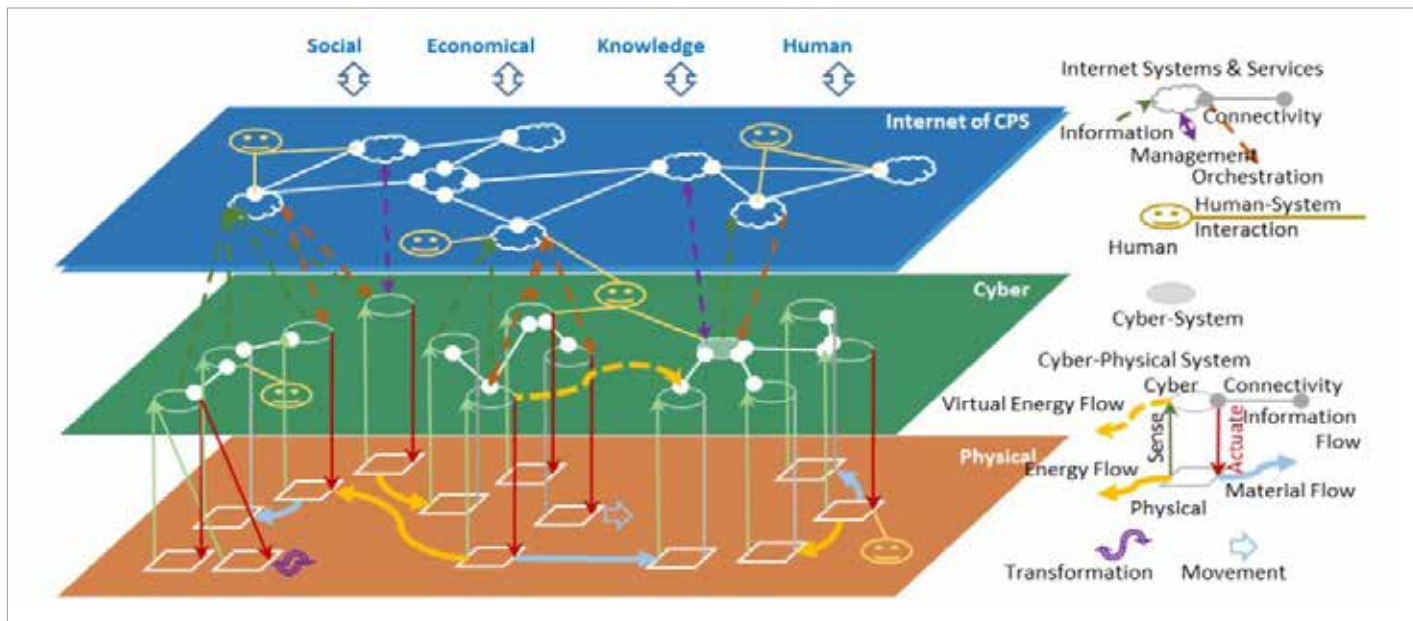 Social
Economical
Knowledge
Human
Internet of CPS
Cyber
Physical
Internet Systems & Services
Connectivity
Information
Management
Orchestration
Human-System
Interaction
Human
Cyber-System
Cyber-Physical System
Cyber
Connectivity
Virtual Energy Flow
Information
Flow
Sense
Actuate
Energy Flow
Material Flow
Physical
Transformation
Movement